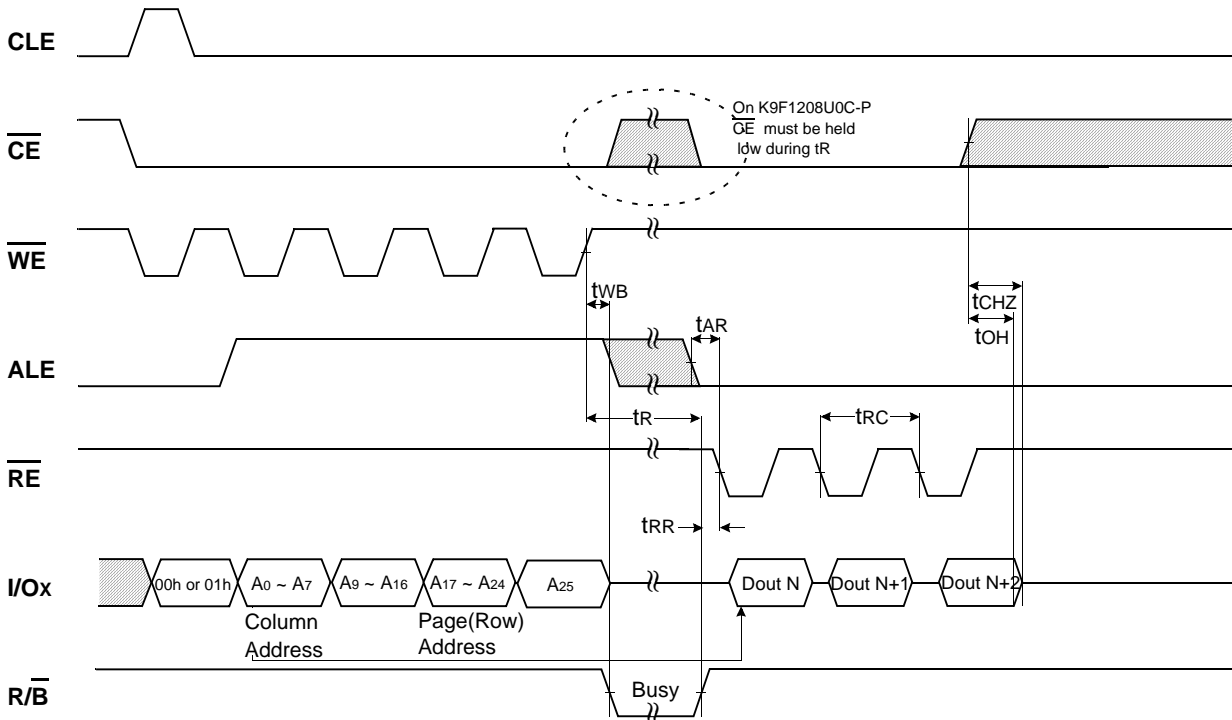 CLE
On K9F1208U0C-P
CE must be held
low during tR
CE
WE
tWB
tCHZ
tAR
tOH
ALE
tR
tRC
RE
tRR
I/Ox
00h or 01h
A0 ~ A7
A9 ~ A16
A17 ~ A24
A25
Dout N
Dout N+1
Dout N+2
Column
Address
Page(Row)
Address
R/B
Busy